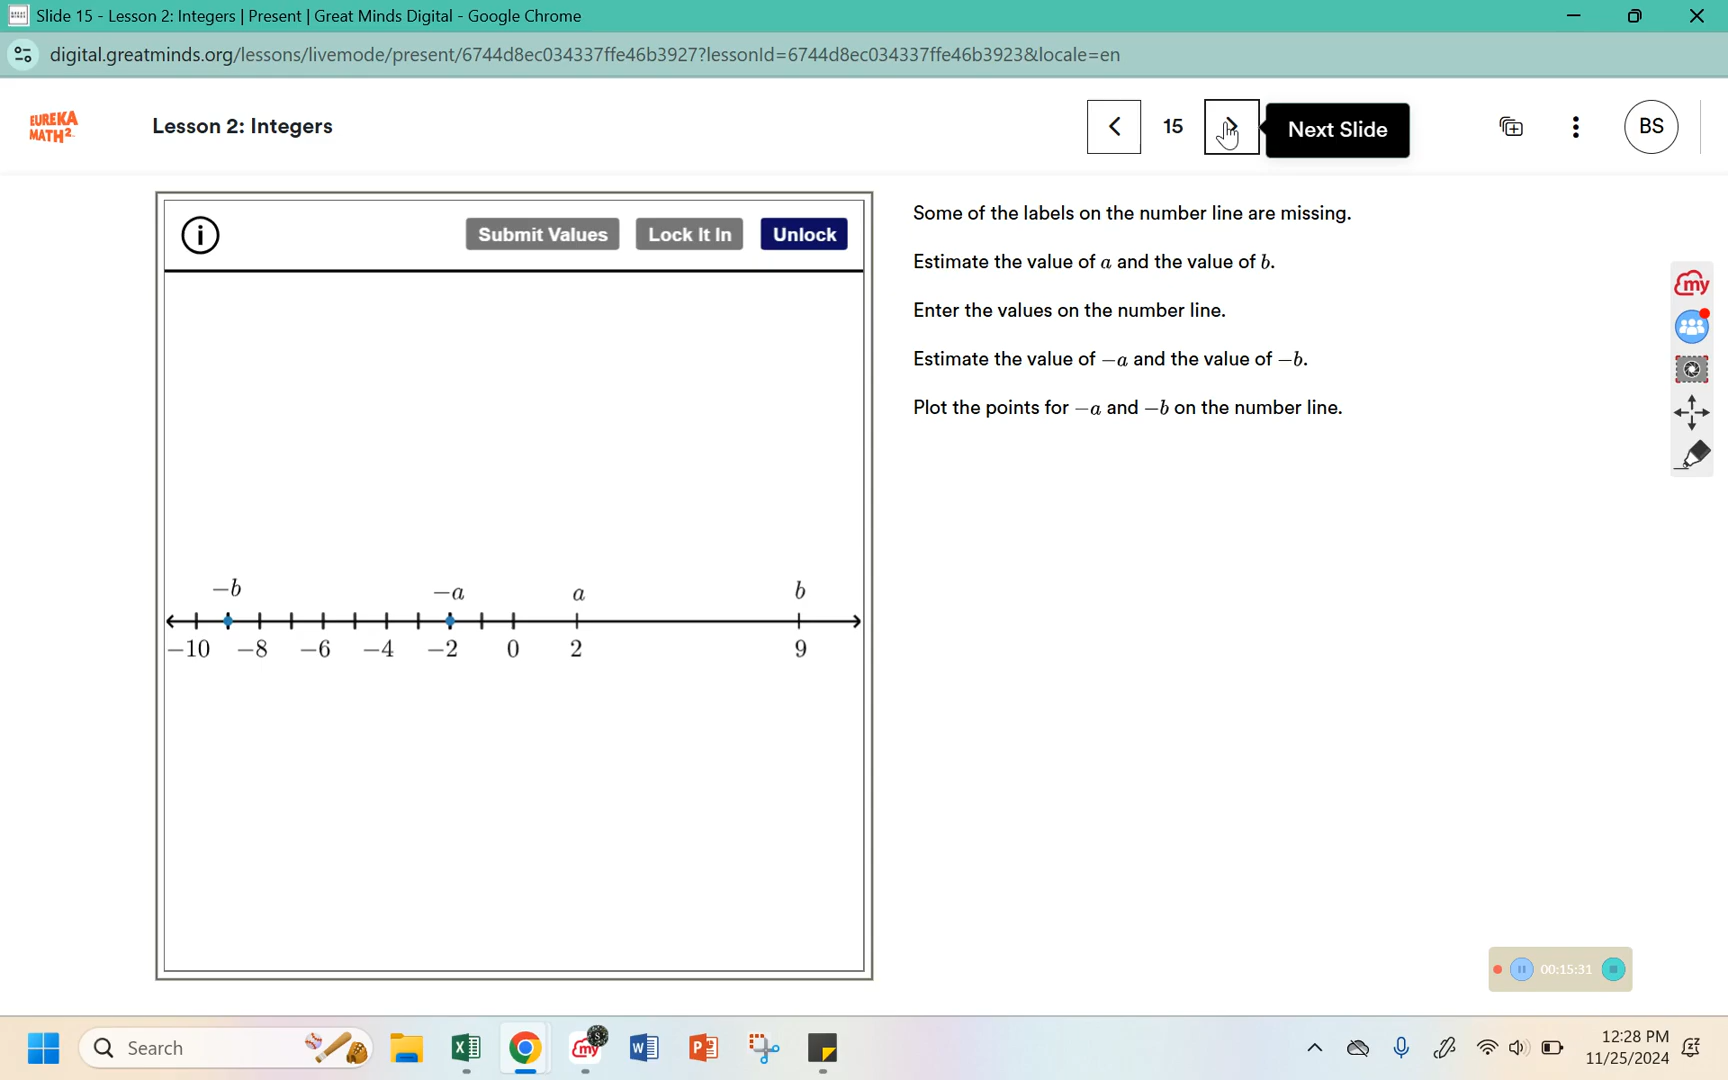 Slide 15 - Lesson 2: Integers | Present | Great Minds Digital - Google Chrome
digital.greatminds.org/lessons/livemode/present/6744d8ec034337ffe46b3927?lessonId=6744d8ec034337ffe46b3923&locale=en
EUREKA
MATH²
Lesson 2: Integers
15
Next Slide
BS
i
Submit Values
Lock It In
Unlock
Some of the labels on the number line are missing.
Estimate the value of a and the value of b.
Enter the values on the number line.
Estimate the value of −a and the value of −b.
Plot the points for −a and −b on the number line.
my
−b −a a b
−10 −8 −6 −4 −2 0 2 9
00:15:31
Search
my
S
12:28 PM
11/25/2024